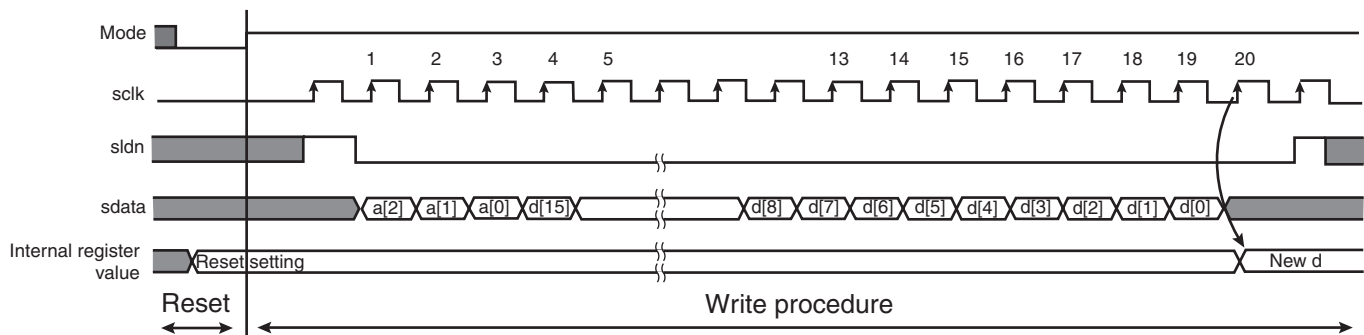 Mode
1 2 3 4 5 13 14 15 16 17 18 19 20
sclk
sldn
sdata a[2] a[1] a[0] d[15] d[8] d[7] d[6] d[5] d[4] d[3] d[2] d[1] d[0]
Internal register
value
Reset setting New d
Reset Write procedure